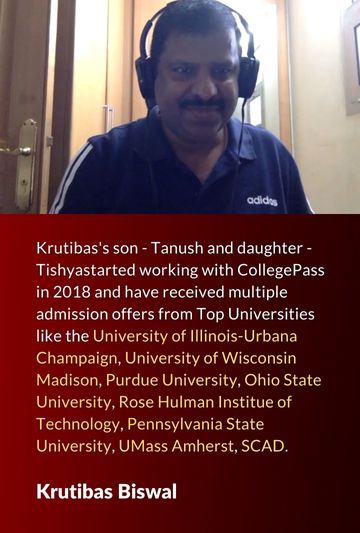 adidas
Krutibas's son - Tanush and daughter -
Tishyastarted working with CollegePass
in 2018 and have received multiple
admission offers from Top Universities
like the University of Illinois-Urbana
Champaign, University of Wisconsin
Madison, Purdue University, Ohio State
University, Rose Hulman Institue of
Technology, Pennsylvania State
University, UMass Amherst, SCAD.
Krutibas Biswal